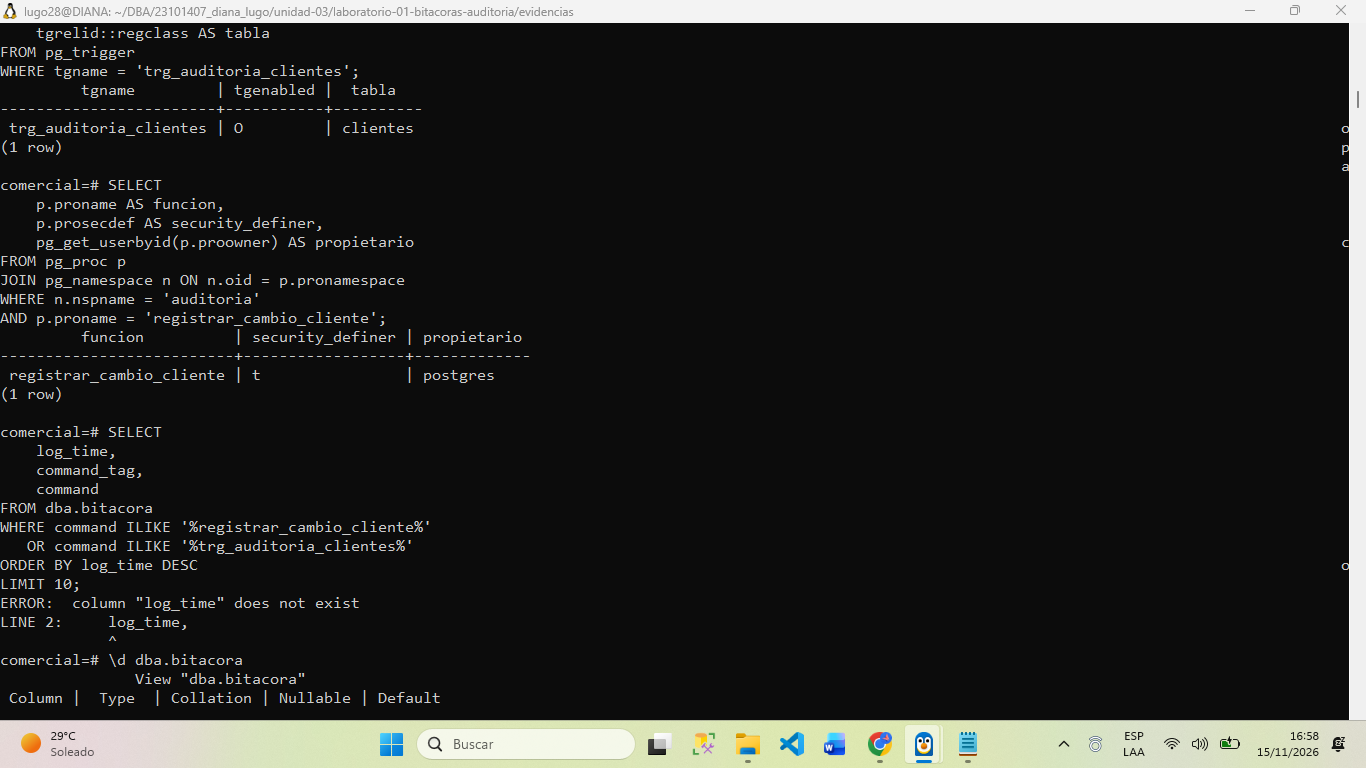 lugo28@DIANA: ~/DBA/23101407_diana_lugo/unidad-03/laboratorio-01-bitacoras-auditoria/evidencias
    tgrelid::regclass AS tabla
FROM pg_trigger
WHERE tgname = 'trg_auditoria_clientes';
         tgname         | tgenabled |  tabla
------------------------+-----------+----------
 trg_auditoria_clientes | O         | clientes
(1 row)
comercial=# SELECT
    p.proname AS funcion,
    p.prosecdef AS security_definer,
    pg_get_userbyid(p.proowner) AS propietario
FROM pg_proc p
JOIN pg_namespace n ON n.oid = p.pronamespace
WHERE n.nspname = 'auditoria'
AND p.proname = 'registrar_cambio_cliente';
         funcion          | security_definer | propietario
--------------------------+------------------+-------------
 registrar_cambio_cliente | t                | postgres
(1 row)
comercial=# SELECT
    log_time,
    command_tag,
    command
FROM dba.bitacora
WHERE command ILIKE '%registrar_cambio_cliente%'
   OR command ILIKE '%trg_auditoria_clientes%'
ORDER BY log_time DESC
LIMIT 10;
ERROR:  column "log_time" does not exist
LINE 2:     log_time,
            ^
comercial=# \d dba.bitacora
               View "dba.bitacora"
 Column |  Type  | Collation | Nullable | Default
o
p
a
c
o
29°C
Soleado
Buscar
ESP
LAA
16:58
15/11/2026